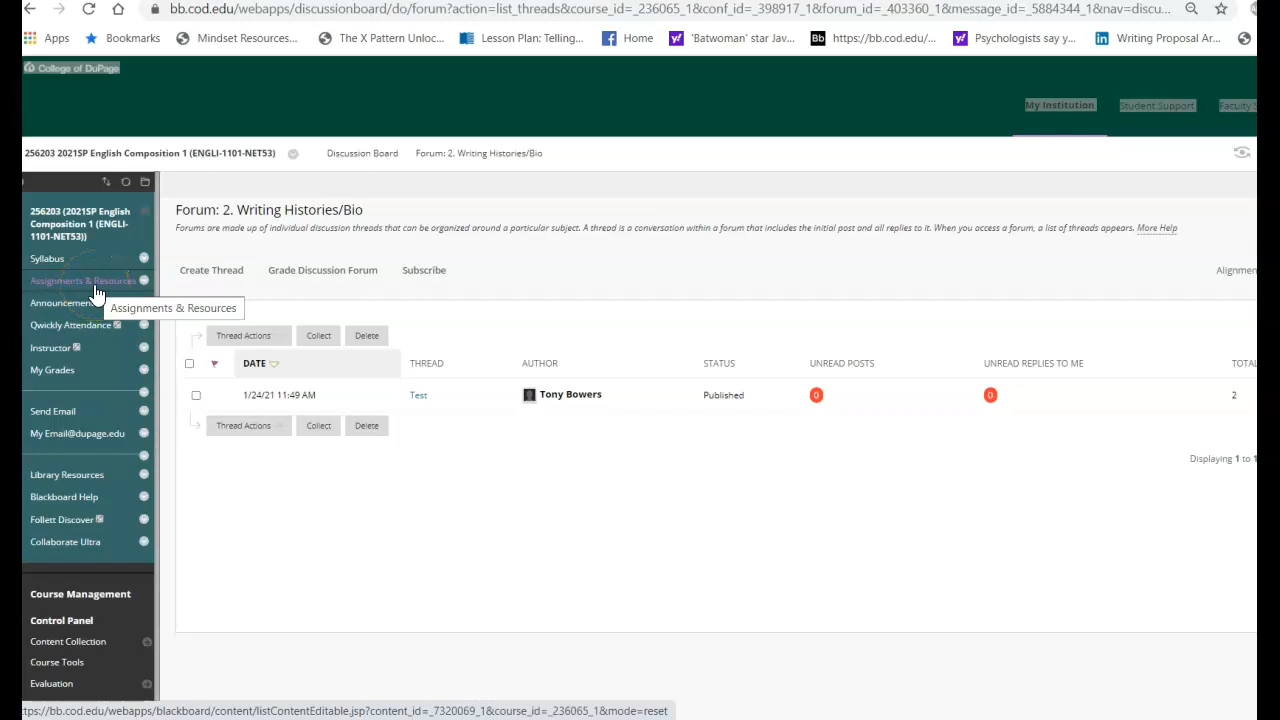 bb.cod.edu/webapps/discussionboard/do/forum?action=list_threads&course_id=_236065_1&conf_id=_398917_1&forum_id=_403360_1&message_id=_5884344_1&nav=discu...
Apps Bookmarks Mindset Resources... The X Pattern Unloc... Lesson Plan: Telling... Home 'Batwoman' star Jav... Bb https://bb.cod.edu/... Psychologists say y... Writing Proposal Ar...
College of DuPage
My Institution Student Support Faculty S
256203 2021SP English Composition 1 (ENGLI-1101-NET53) Discussion Board Forum: 2. Writing Histories/Bio
256203 (2021SP English
Composition 1 (ENGLI-
1101-NET53))
Syllabus
Assignments & Resources
Announcemen
Assignments & Resources
Qwickly Attendance
Instructor
My Grades
Send Email
My Email@dupage.edu
Library Resources
Blackboard Help
Follett Discover
Collaborate Ultra
Course Management
Control Panel
Content Collection
Course Tools
Evaluation
Forum: 2. Writing Histories/Bio
Forums are made up of individual discussion threads that can be organized around a particular subject. A thread is a conversation within a forum that includes the initial post and all replies to it. When you access a forum, a list of threads appears. More Help
Create Thread Grade Discussion Forum Subscribe Alignmen
Thread Actions Collect Delete
DATE THREAD AUTHOR STATUS UNREAD POSTS UNREAD REPLIES TO ME TOTA
1/24/21 11:49 AM Test Tony Bowers Published 0 0 2
Thread Actions Collect Delete
Displaying 1 to 1
ttps://bb.cod.edu/webapps/blackboard/content/listContentEditable.jsp?content_id=_7320069_1&course_id=_236065_1&mode=reset